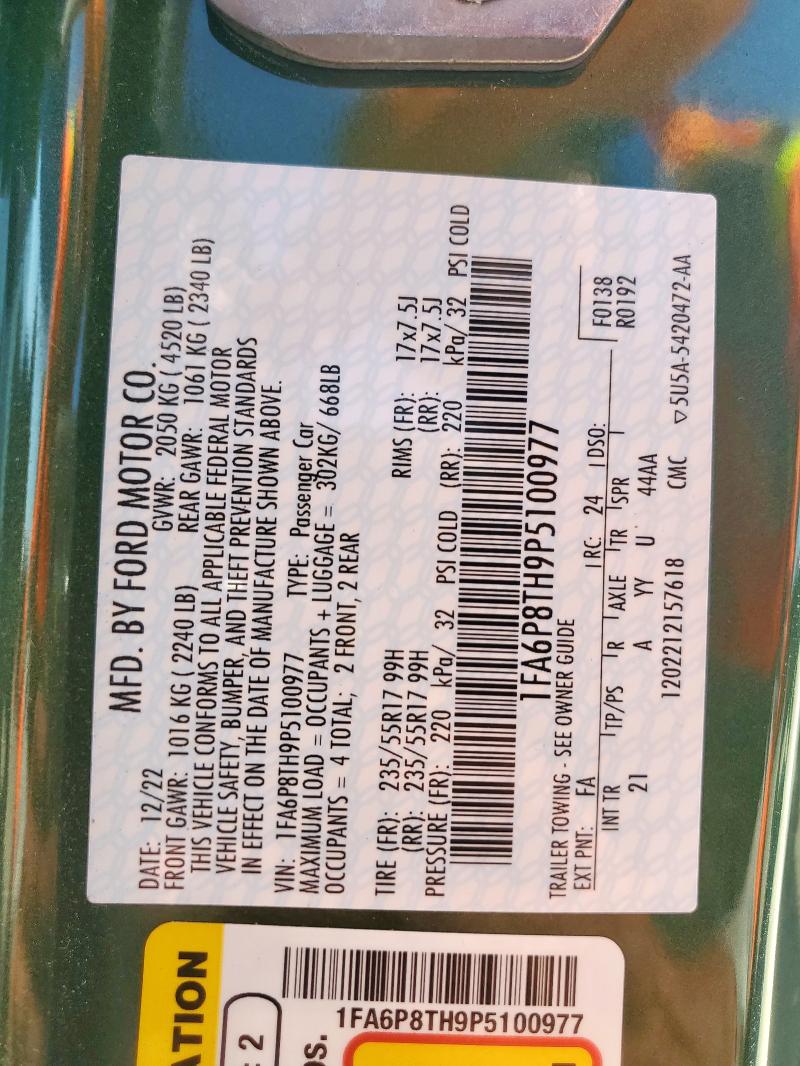 MFD. BY FORD MOTOR CO.
DATE: 12/22 GVWR: 2050 KG ( 4520 LB)
FRONT GAWR: 1016 KG ( 2240 LB) REAR GAWR: 1061 KG ( 2340 LB)
THIS VEHICLE CONFORMS TO ALL APPLICABLE FEDERAL MOTOR
VEHICLE SAFETY, BUMPER, AND THEFT PREVENTION STANDARDS
IN EFFECT ON THE DATE OF MANUFACTURE SHOWN ABOVE.
VIN: 1FA6P8TH9P5100977 TYPE: Passenger Car
MAXIMUM LOAD = OCCUPANTS + LUGGAGE = 302KG/ 668LB
OCCUPANTS = 4 TOTAL; 2 FRONT, 2 REAR
TIRE (FR): 235/55R17 99H RIMS (FR): 17x7.5J
(RR): 235/55R17 99H (RR): 17x7.5J
PRESSURE (FR): 220 kPa/ 32 PSI COLD (RR): 220 kPa/ 32 PSI COLD
1FA6P8TH9P5100977
TRAILER TOWING - SEE OWNER GUIDE
EXT PNT: FA RC: 24 DSO: F0138
R0192
INT TR TP/PS R AXLE TR SPR
21 A YY U 44AA
1202212157618 CMC ▽5U5A-5420472-AA
ATION
2
OS.
1FA6P8TH9P5100977